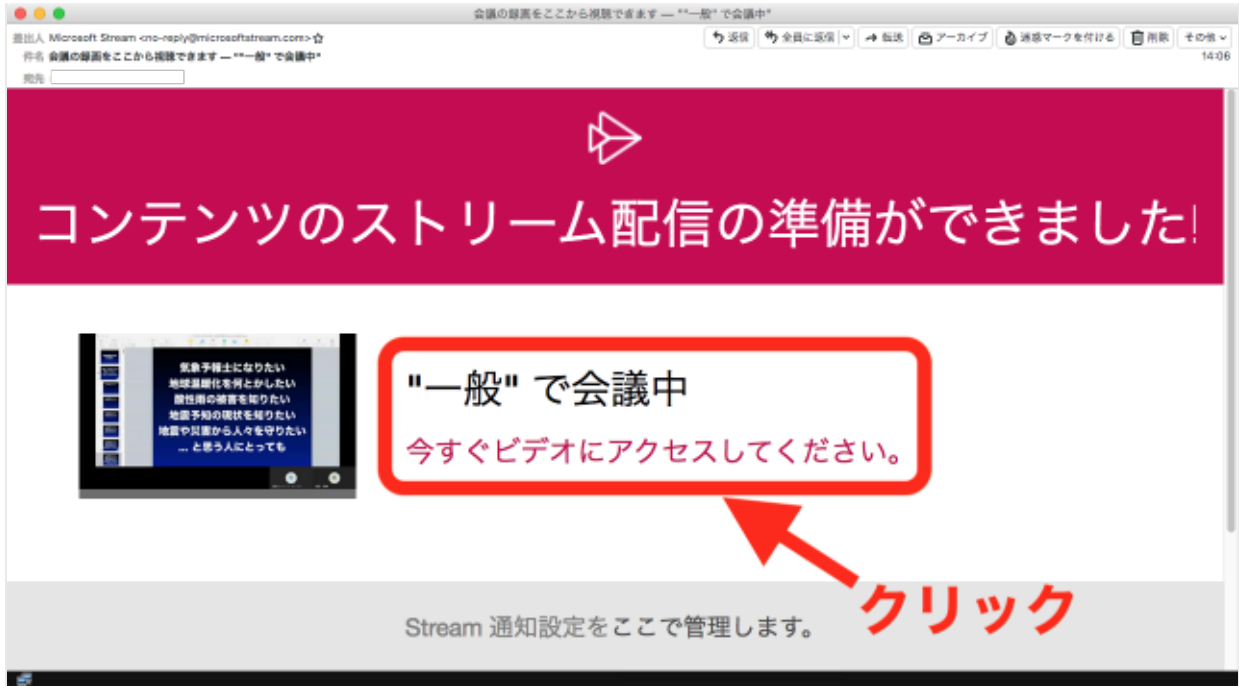 会議の録画をここから視聴できます — ""一般" で会議中"
差出人 Microsoft Stream <no-reply@microsoftstream.com>
返信 全員に返信 転送 アーカイブ 迷惑マークを付ける 削除 その他
件名 会議の録画をここから視聴できます — ""一般" で会議中"
14:06
宛先
コンテンツのストリーム配信の準備ができました!
気象予報士になりたい
地球温暖化を何とかしたい
酸性雨の被害を知りたい
地震予知の現状を知りたい
地震や災害から人々を守りたい
... と思う人にとっても
"一般" で会議中
今すぐビデオにアクセスしてください。
クリック
Stream 通知設定をここで管理します。